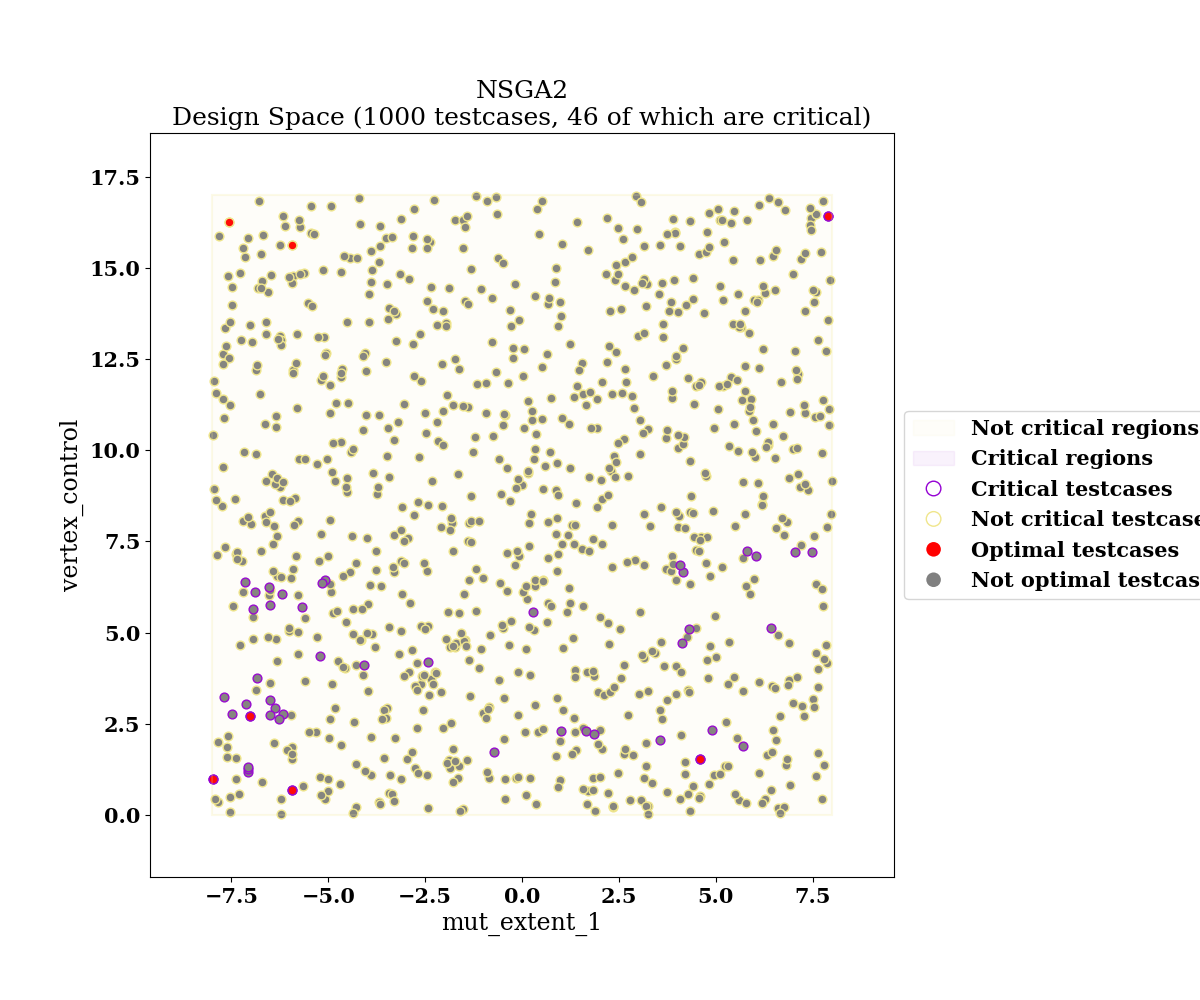 NSGA2
Design Space (1000 testcases, 46 of which are critical)
17.5
15.0
12.5
10.0
7.5
5.0
2.5
0.0
vertex_control
−7.5
−5.0
−2.5
0.0
2.5
5.0
7.5
mut_extent_1
Not critical regions
Critical regions
Critical testcases
Not critical testcase
Optimal testcases
Not optimal testcas